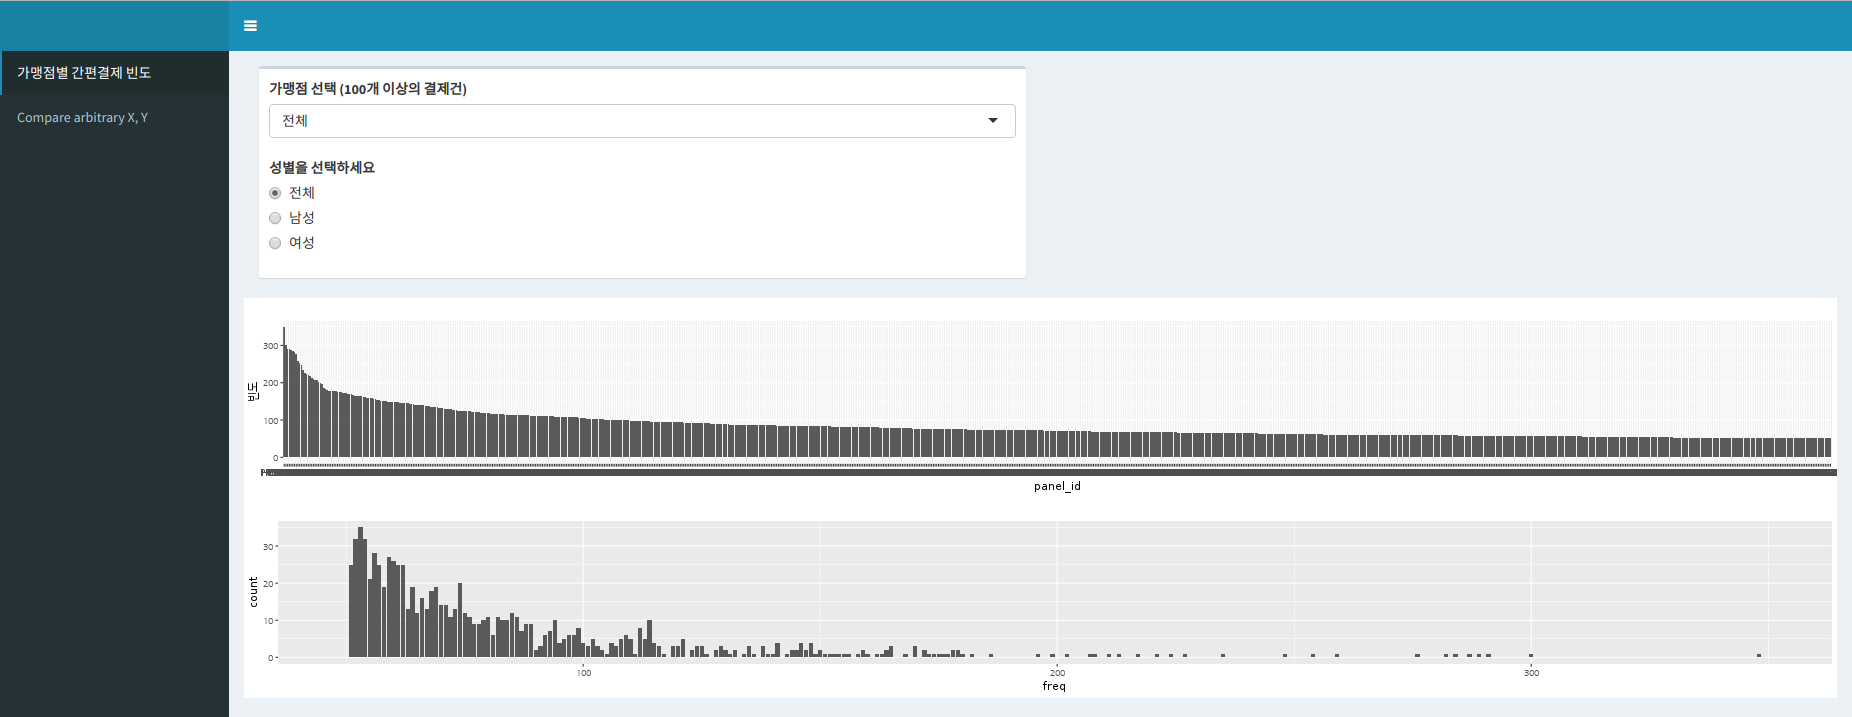 가맹점별 간편결제 빈도
Compare arbitrary X, Y
가맹점 선택 (100개 이상의 결제건)
전체
성별을 선택하세요
전체
남성
여성
빈도
300
200
100
0
panel_id
count
30
20
10
0
100
200
300
freq